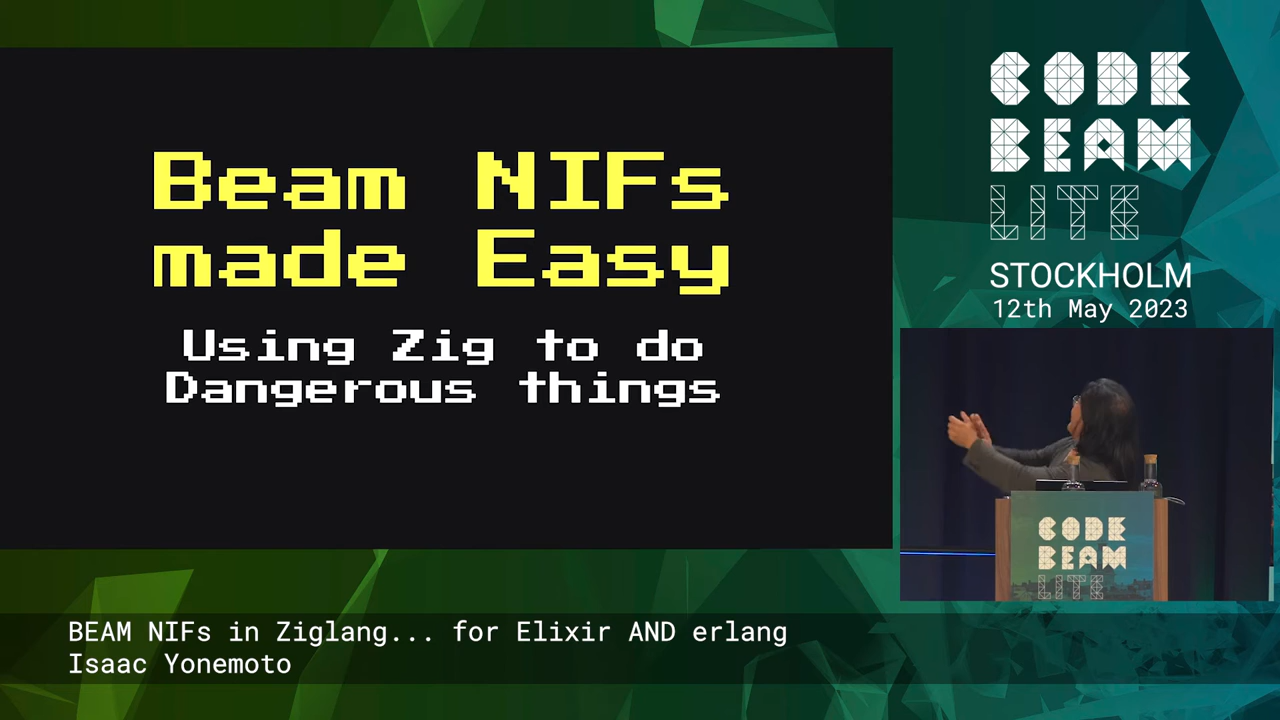 Beam NIFs
made Easy
Using Zig to do
Dangerous things
CODE
BEAM
LITE
STOCKHOLM
12th May 2023
CODE
BEAM
LITE
BEAM NIFs in Ziglang... for Elixir AND erlang
Isaac Yonemoto